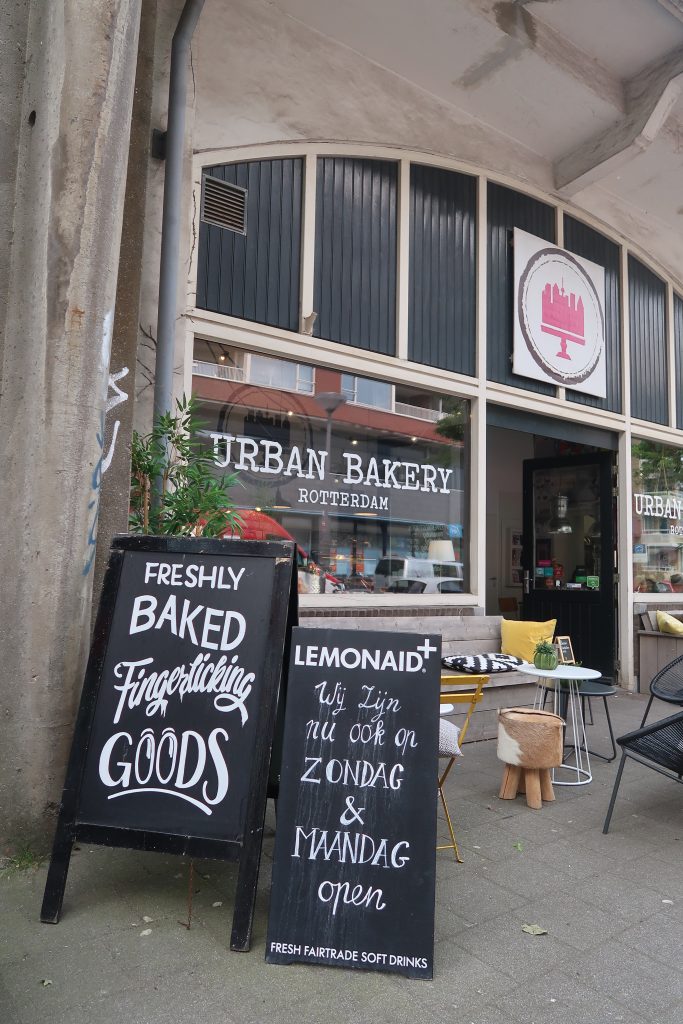 URBAN BAKERY
ROTTERDAM
URBAN
FRESHLY
BAKED
Fingerlicking
GOODS
LEMONAID+
Wij zijn
nu ook op
ZONDAG
&
MAANDAG
open
FRESH FAIRTRADE SOFT DRINKS